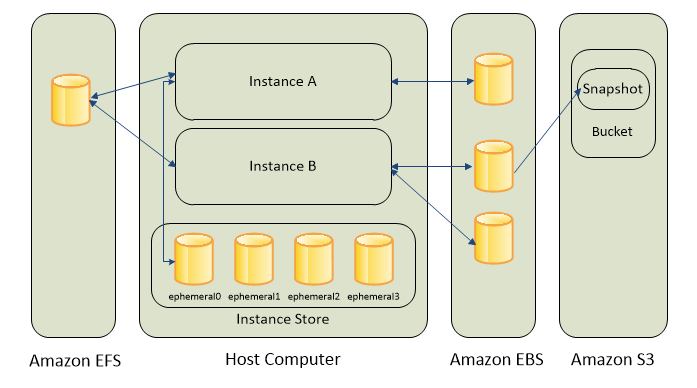 Instance A
Snapshot
Bucket
Instance B
ephemeral0 ephemeral1 ephemeral2 ephemeral3
Instance Store
Amazon EFS Host Computer Amazon EBS Amazon S3